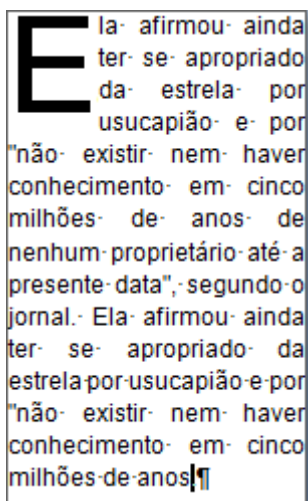 Ela afirmou ainda
ter se apropriado
da estrela por
usucapião e por
"não existir nem haver
conhecimento em cinco
milhões de anos de
nenhum proprietário até a
presente data", segundo o
jornal. Ela afirmou ainda
ter se apropriado da
estrela por usucapião e por
"não existir nem haver
conhecimento em cinco
milhões de anos.¶